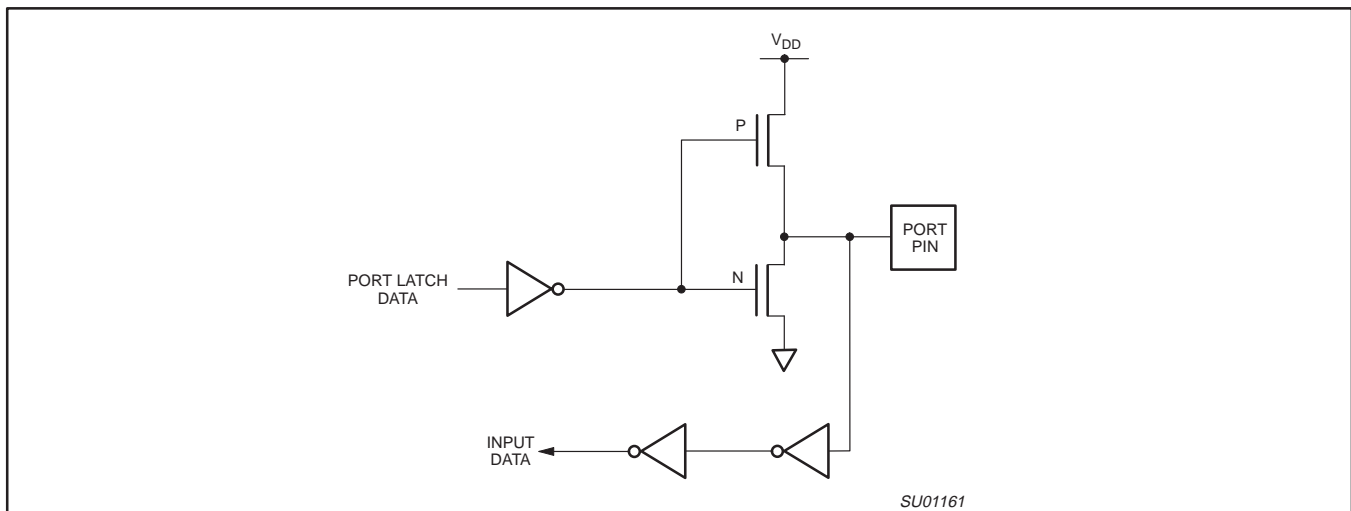 VDD
P
PORT
PIN
N
PORT LATCH
DATA
INPUT
DATA
SU01161